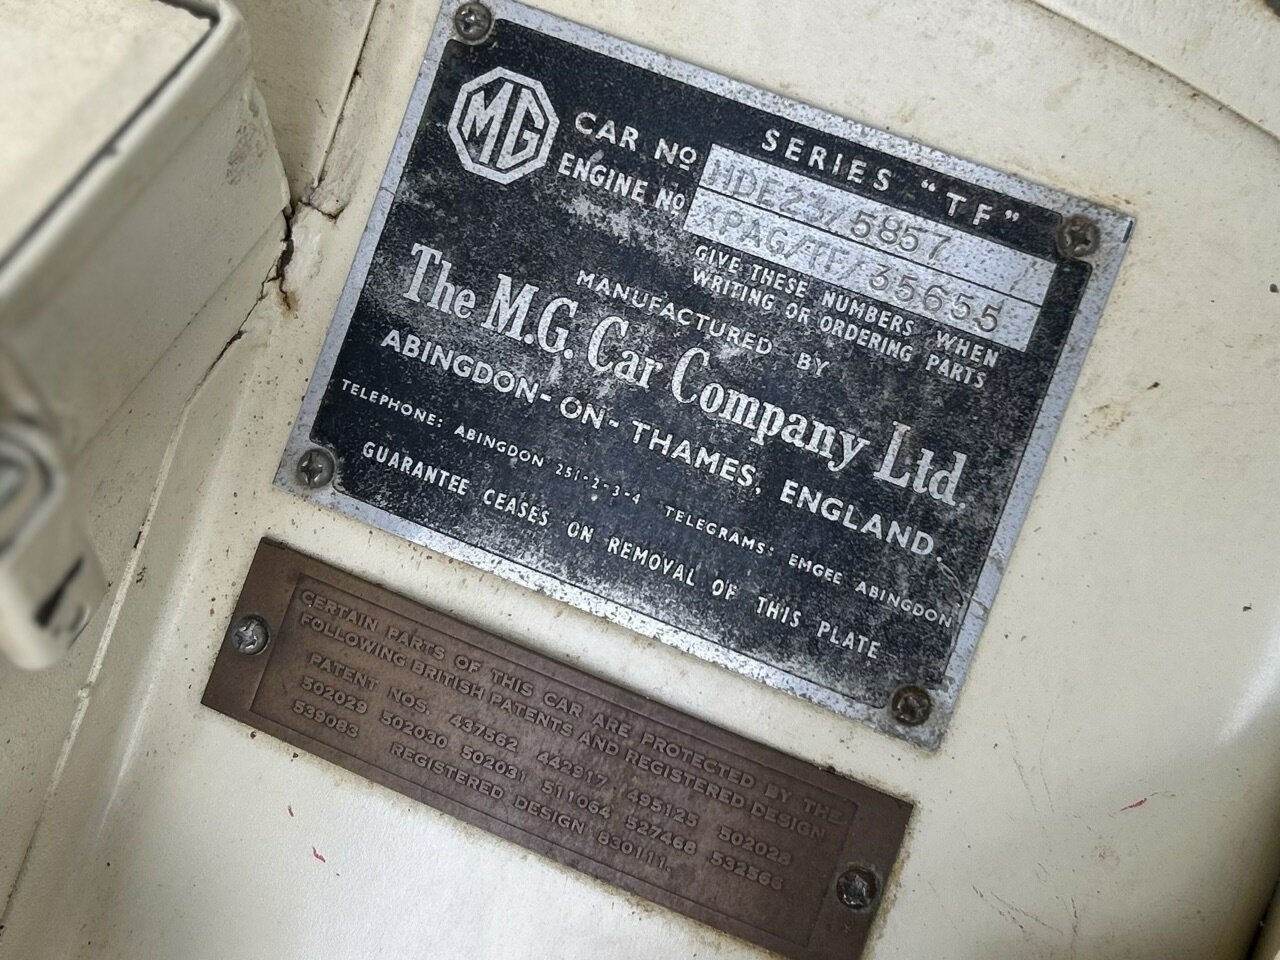 MG
SERIES "TF"
CAR No HDE23/5857
ENGINE No XPAG/TF/35655
GIVE THESE NUMBERS WHEN
WRITING OR ORDERING PARTS
MANUFACTURED BY
The M.G. Car Company Ltd.
ABINGDON-ON-THAMES, ENGLAND.
TELEPHONE: ABINGDON 251-2-3-4 TELEGRAMS: EMGEE ABINGDON
GUARANTEE CEASES ON REMOVAL OF THIS PLATE
CERTAIN PARTS OF THIS CAR ARE PROTECTED BY THE
FOLLOWING BRITISH PATENTS AND REGISTERED DESIGN
PATENT NOS. 437562 442917 495125 502028
502029 502030 502031 511064 527468 532566
539083 REGISTERED DESIGN 830111.